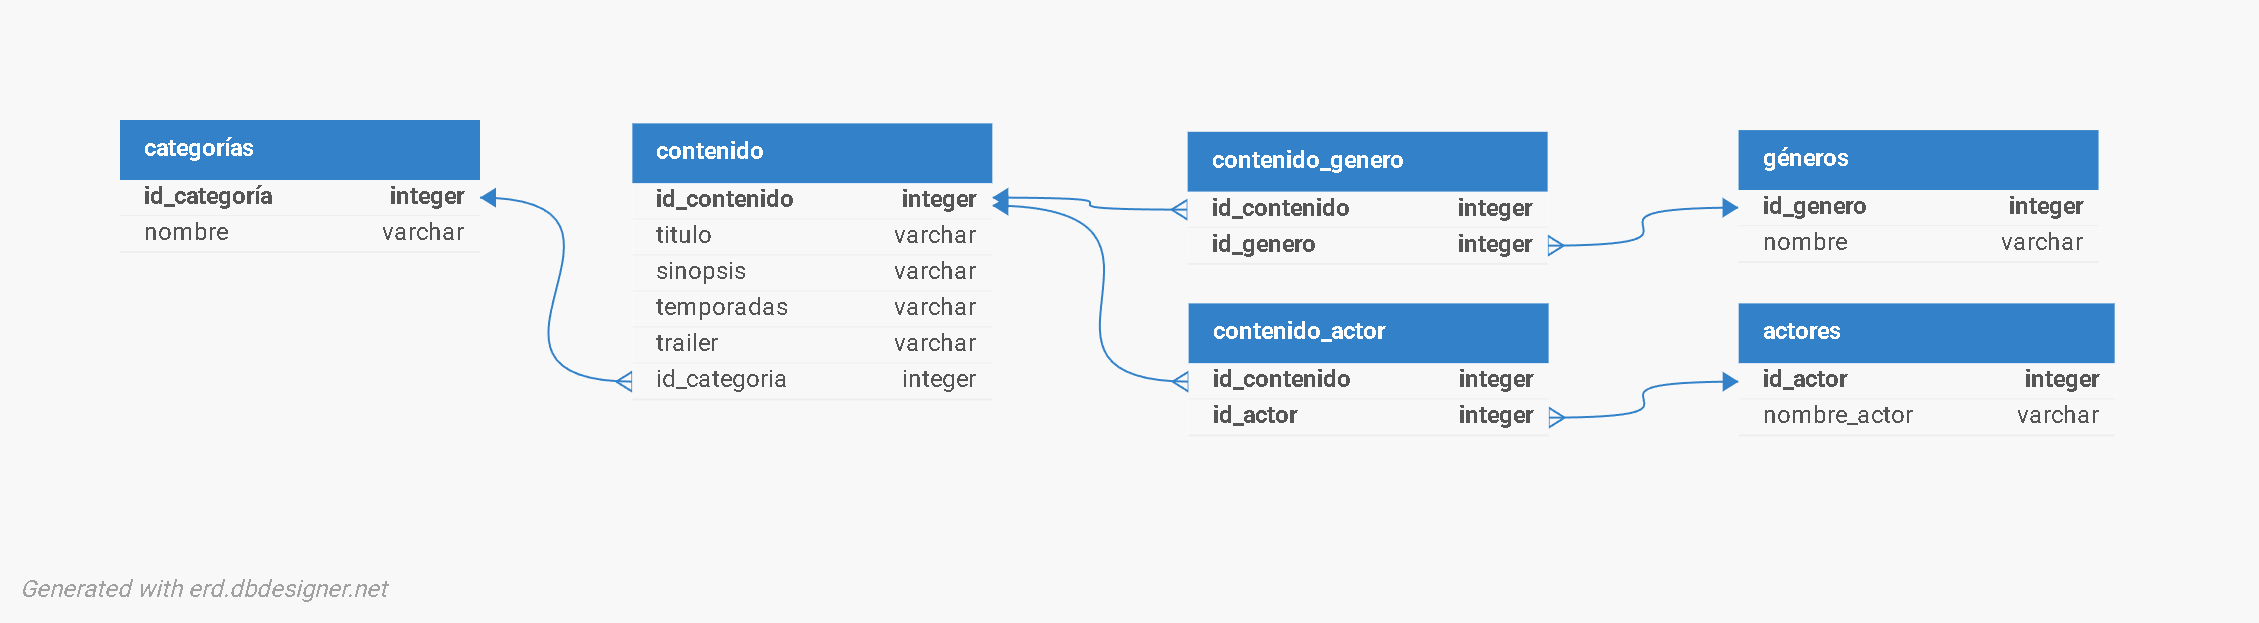 categorías
id_categoría integer
nombre varchar
contenido
id_contenido integer
titulo varchar
sinopsis varchar
temporadas varchar
trailer varchar
id_categoria integer
contenido_genero
id_contenido integer
id_genero integer
géneros
id_genero integer
nombre varchar
contenido_actor
id_contenido integer
id_actor integer
actores
id_actor integer
nombre_actor varchar
Generated with erd.dbdesigner.net